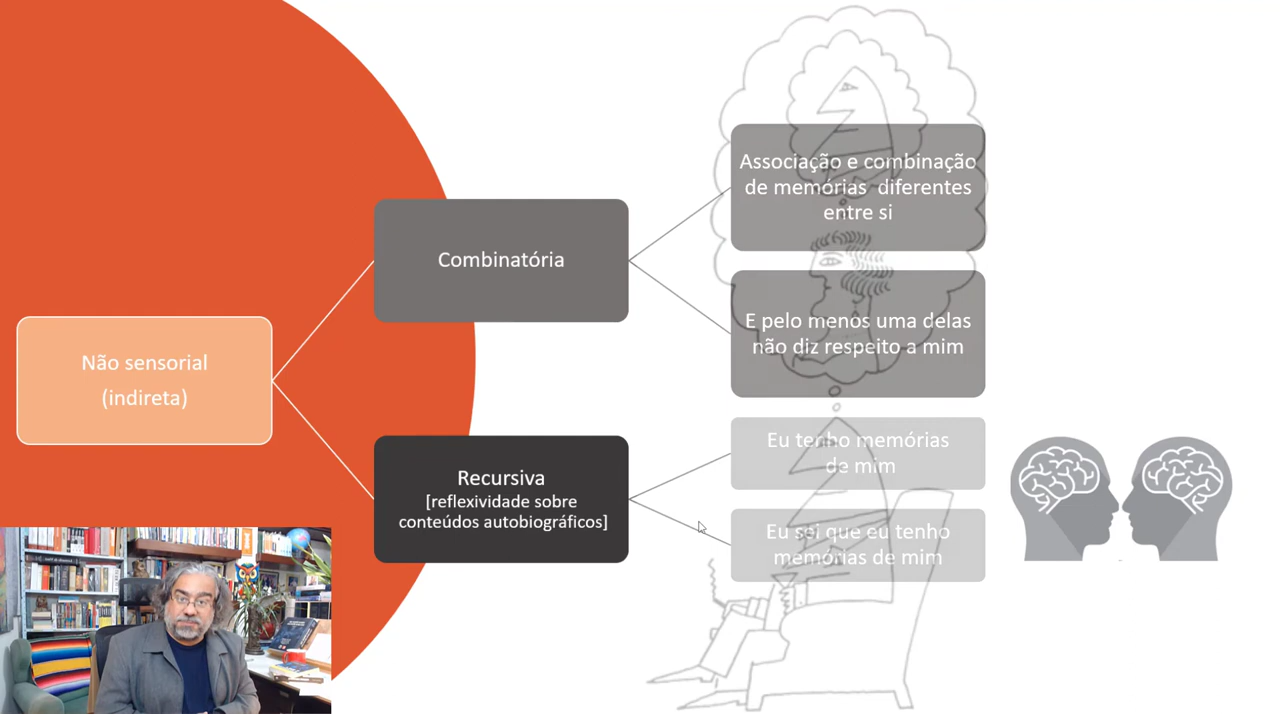 Não sensorial
(indireta)
Combinatória
Associação e combinação
de memórias diferentes
entre si
E pelo menos uma delas
não diz respeito a mim
Recursiva
[reflexividade sobre
conteúdos autobiográficos]
Eu tenho memórias
de mim
Eu sei que eu tenho
memórias de mim